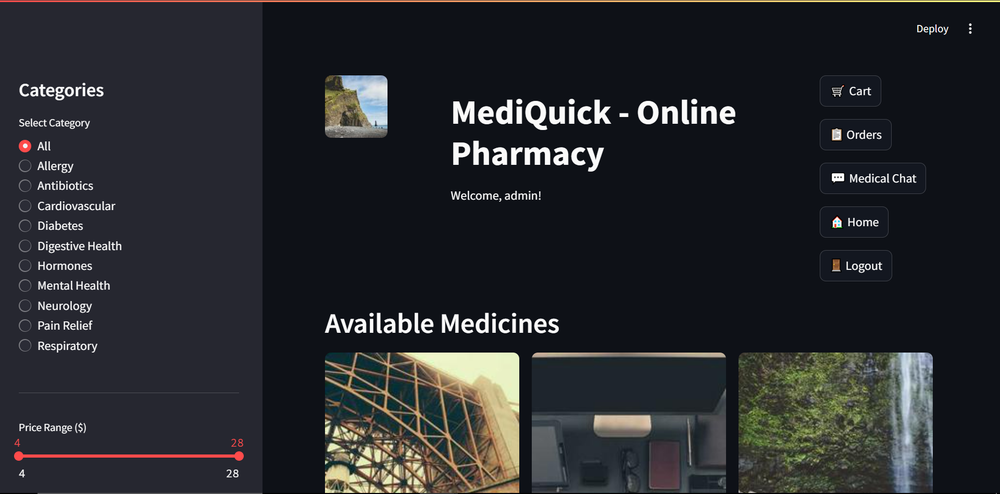 Deploy
Categories
Select Category
All
Allergy
Antibiotics
Cardiovascular
Diabetes
Digestive Health
Hormones
Mental Health
Neurology
Pain Relief
Respiratory
Price Range ($)
4 28
4 28
MediQuick - Online
Pharmacy
Welcome, admin!
Cart
Orders
Medical Chat
Home
Logout
Available Medicines